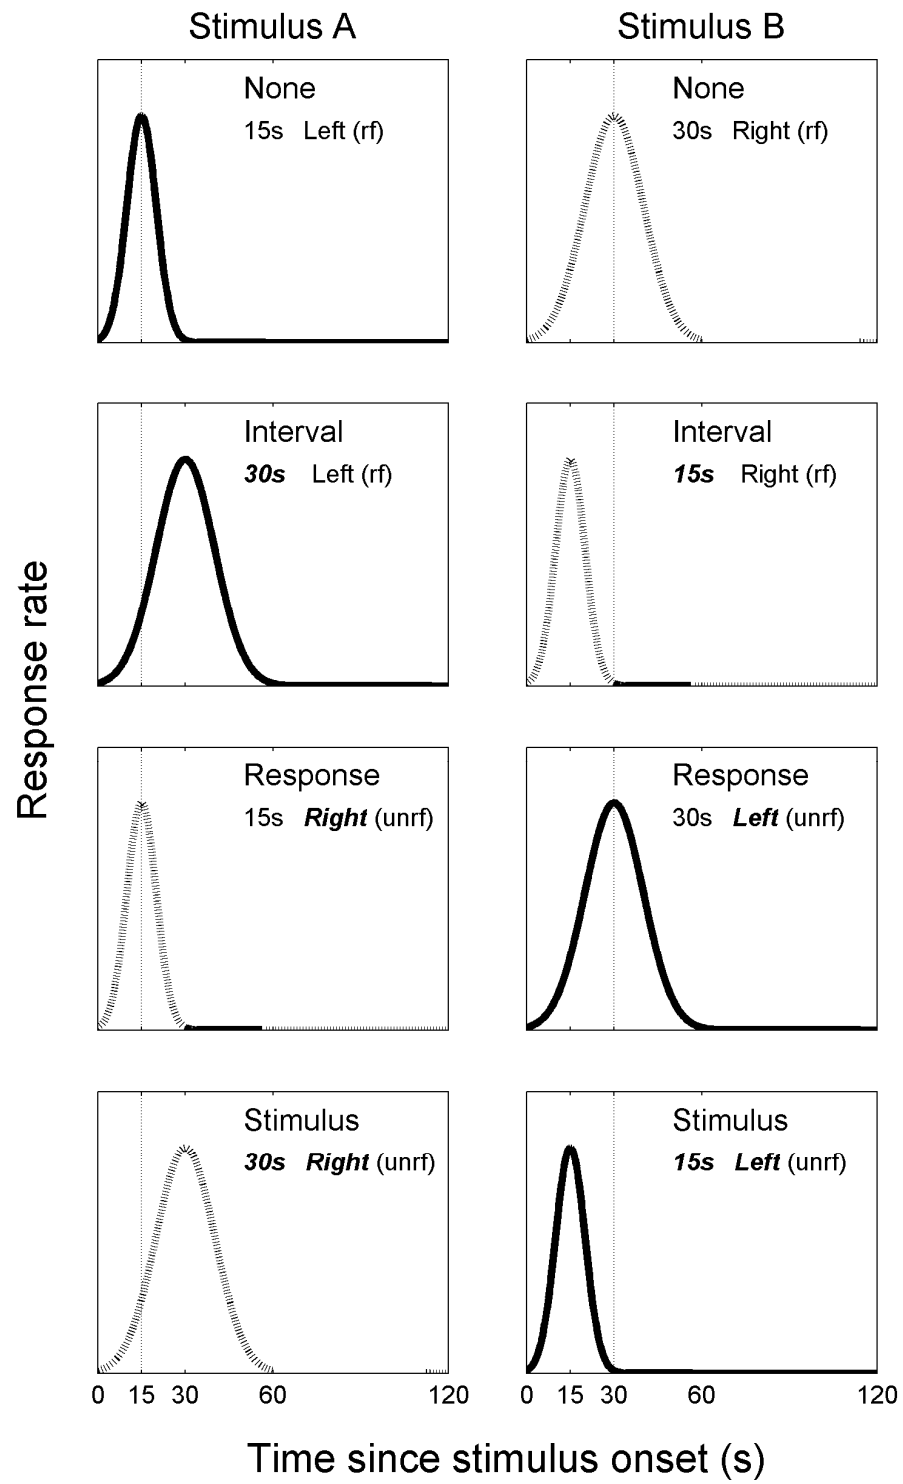 Stimulus A
Stimulus B
None
15s Left (rf)
None
30s Right (rf)
Interval
30s Left (rf)
Interval
15s Right (rf)
Response rate
Response
15s Right (unrf)
Response
30s Left (unrf)
Stimulus
30s Right (unrf)
Stimulus
15s Left (unrf)
0 15 30 60 120
0 15 30 60 120
Time since stimulus onset (s)